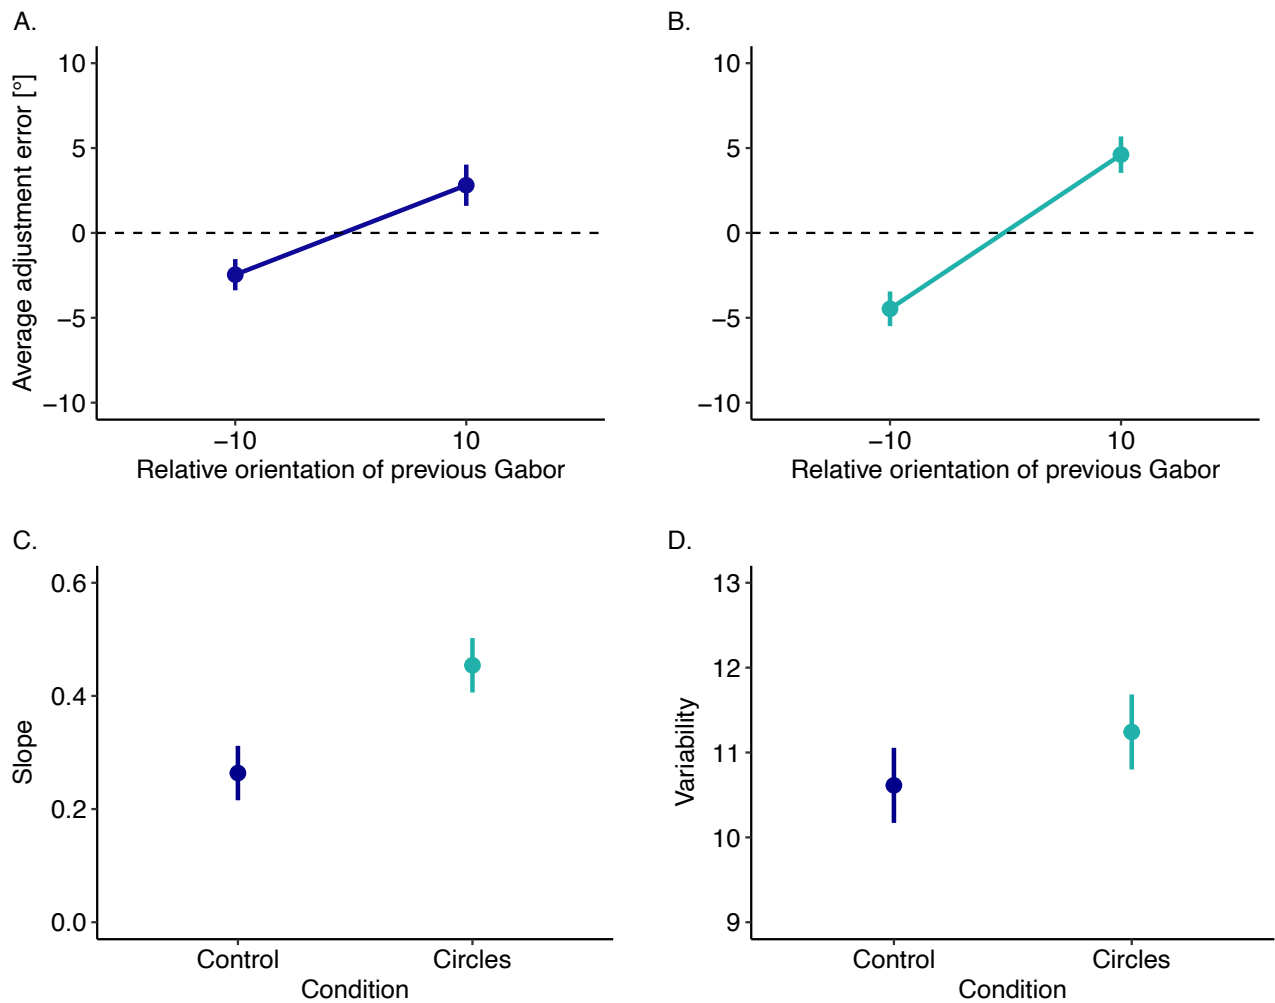 A.
Average adjustment error [°]
10
5
0
−5
−10
−10 10
Relative orientation of previous Gabor
B.
10
5
0
−5
−10
−10 10
Relative orientation of previous Gabor
C.
Slope
0.6
0.4
0.2
0.0
Control Circles
Condition
D.
Variability
13
12
11
10
9
Control Circles
Condition